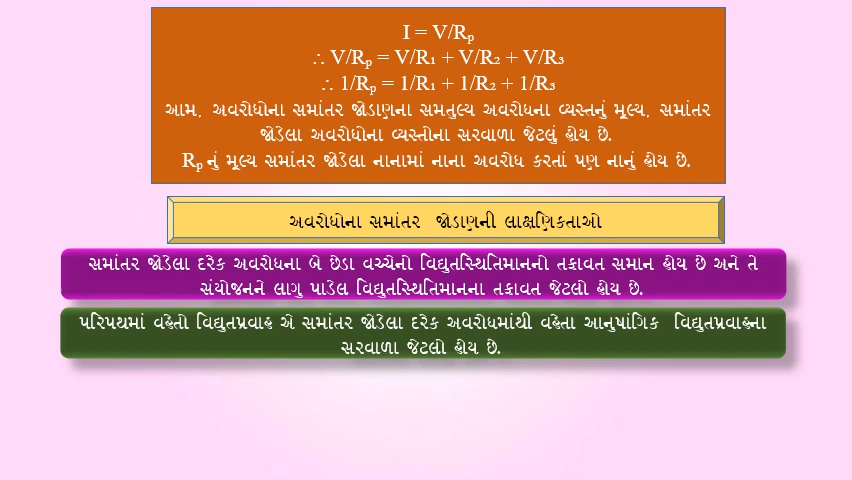 I = V/Rₚ
∴ V/Rₚ = V/R₁ + V/R₂ + V/R₃
∴ 1/Rₚ = 1/R₁ + 1/R₂ + 1/R₃
આમ, અવરોધોના સમાંતર જોડાણના સમતુલ્ય અવરોધના વ્યસ્તનું મૂલ્ય, સમાંતર
જોડેલા અવરોધોના વ્યસ્તોના સરવાળા જેટલું હોય છે.
Rₚ નું મૂલ્ય સમાંતર જોડેલા નાનામાં નાના અવરોધ કરતાં પણ નાનું હોય છે.
અવરોધોના સમાંતર જોડાણની લાક્ષણિકતાઓ
સમાંતર જોડેલા દરેક અવરોધના બે છેડા વચ્ચેનો વિદ્યુતસ્થિતિમાનનો તફાવત સમાન હોય છે અને તે
સંયોજનને લાગુ પાડેલ વિદ્યુતસ્થિતિમાનના તફાવત જેટલો હોય છે.
પરિપથમાં વહેતો વિદ્યુતપ્રવાહ એ સમાંતર જોડેલા દરેક અવરોધમાંથી વહેતા આનુષાંગિક વિદ્યુતપ્રવાહના
સરવાળા જેટલો હોય છે.